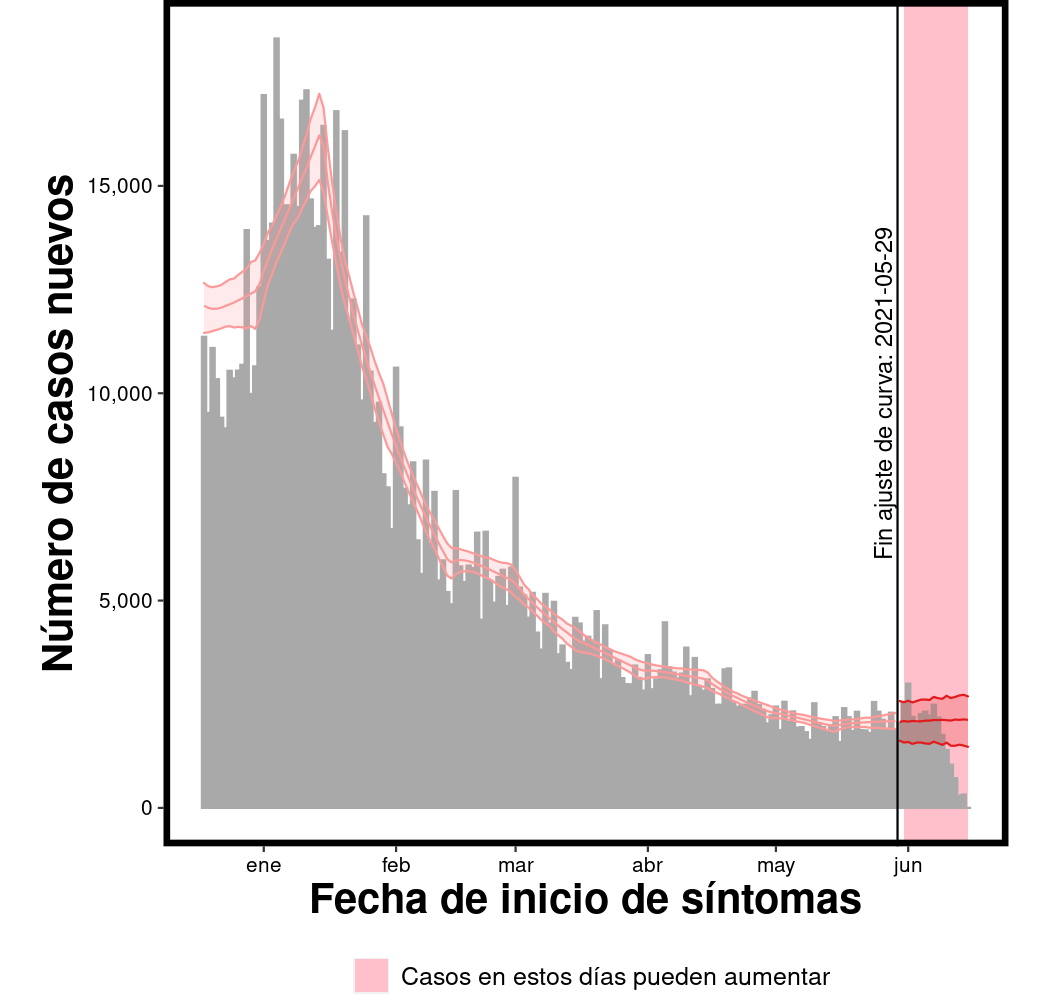 Número de casos nuevos
15,000
10,000
5,000
0
Fin ajuste de curva: 2021-05-29
ene
feb
mar
abr
may
jun
Fecha de inicio de síntomas
Casos en estos días pueden aumentar